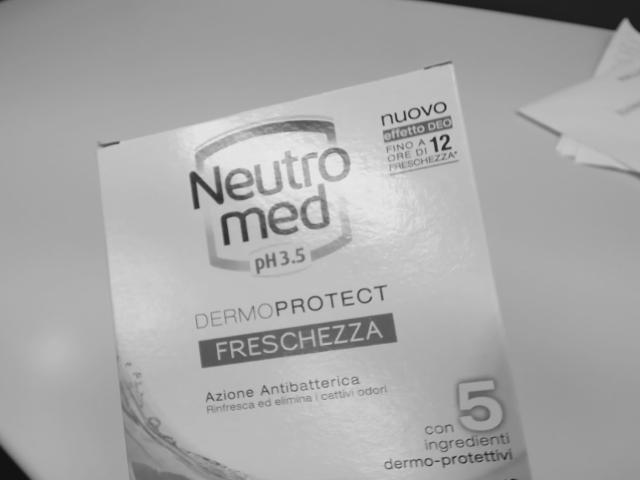 Neutro
med
pH 3.5
nuovo
effetto DEO
FINO A
ORE DI 12
FRESCHEZZA*
DERMOPROTECT
FRESCHEZZA
Azione Antibatterica
Rinfresca ed elimina i cattivi odori
con 5
ingredienti
dermo-protettivi